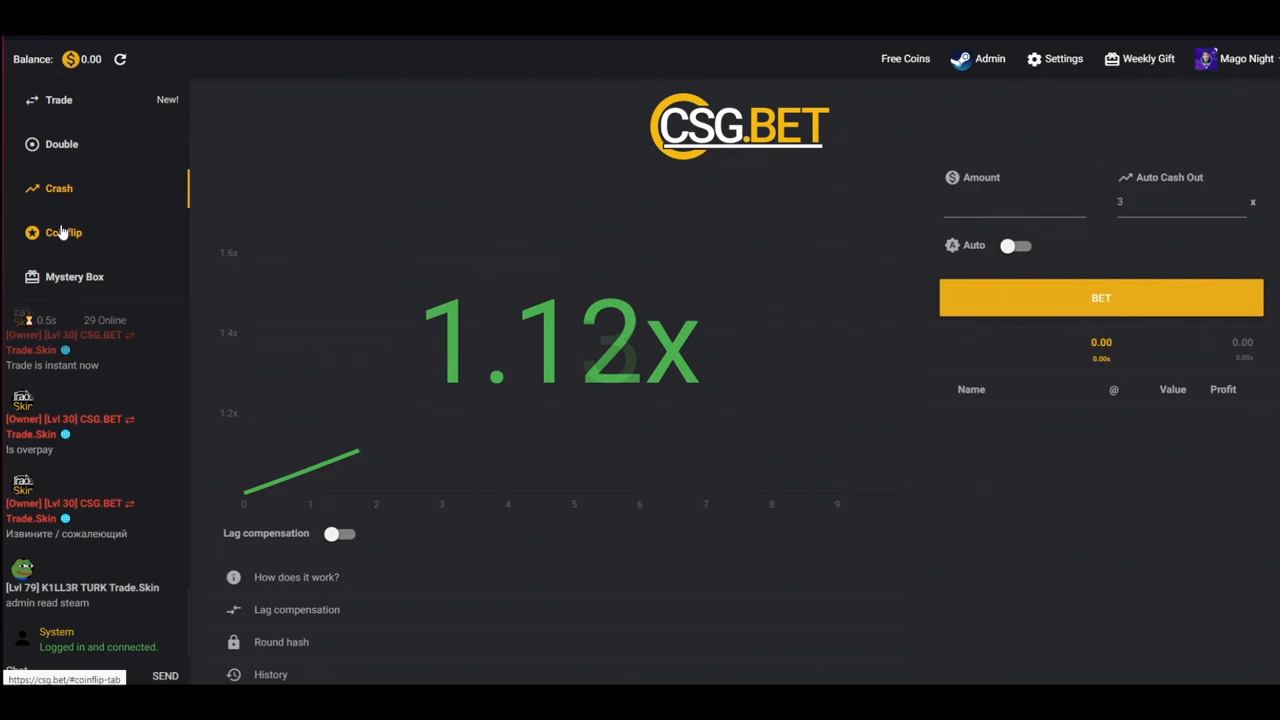 Balance: 0.00
Free Coins
Admin
Settings
Weekly Gift
Mago Night
Trade New!
Double
Crash
Mystery Box
CSG.BET
Amount
Auto Cash Out
3 x
Auto
BET
0.00 0.00
0.00x 0.00x
Name @ Value Profit
1.6x
1.4x
1.2x
1.12x
0 1 2 3 4 5 6 7 8 9
Lag compensation
How does it work?
Lag compensation
Round hash
History
0.5s 29 Online
[Owner] [Lvl 30] CSG.BET ⇄
Trade.Skin
Trade is instant now
Trade
Skin
[Owner] [Lvl 30] CSG.BET ⇄
Trade.Skin
Is overpay
Trade
Skin
[Owner] [Lvl 30] CSG.BET ⇄
Trade.Skin
Извините / сожалеющий
[Lvl 79] K1LL3R TURK Trade.Skin
admin read steam
System
Logged in and connected.
SEND
https://csg.bet/#coinflip-tab